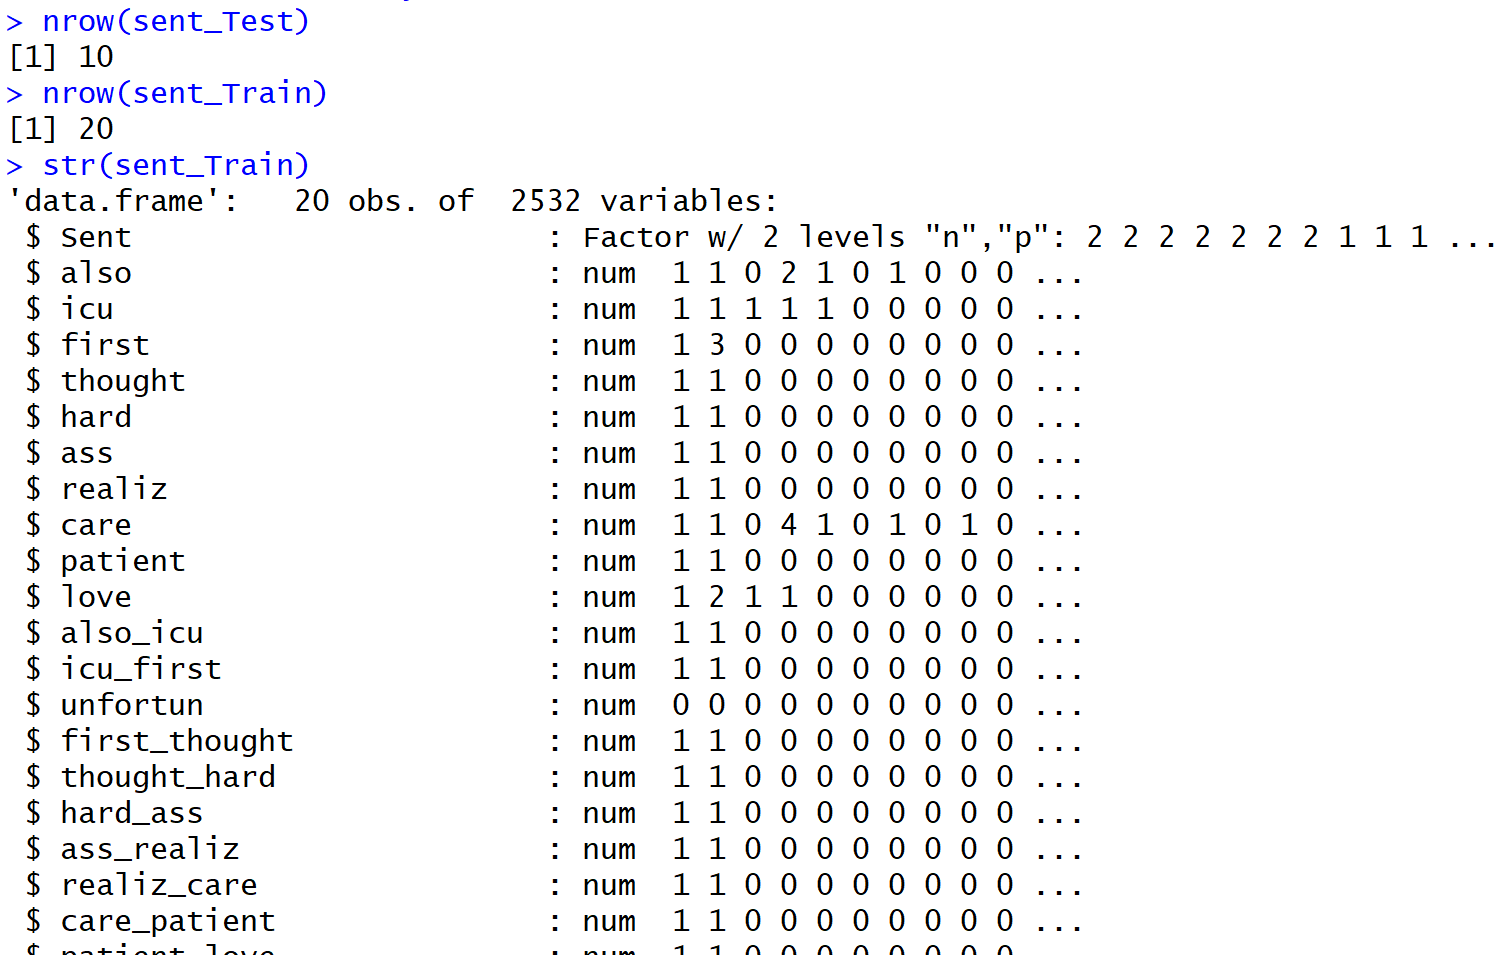 > nrow(sent_Test)
[1] 10
> nrow(sent_Train)
[1] 20
> str(sent_Train)
'data.frame':   20 obs. of  2532 variables:
 $ Sent                       : Factor w/ 2 levels "n","p": 2 2 2 2 2 2 2 1 1 1 ...
 $ also                       : num  1 1 0 2 1 0 1 0 0 0 ...
 $ icu                        : num  1 1 1 1 1 0 0 0 0 0 ...
 $ first                      : num  1 3 0 0 0 0 0 0 0 0 ...
 $ thought                    : num  1 1 0 0 0 0 0 0 0 0 ...
 $ hard                       : num  1 1 0 0 0 0 0 0 0 0 ...
 $ ass                        : num  1 1 0 0 0 0 0 0 0 0 ...
 $ realiz                     : num  1 1 0 0 0 0 0 0 0 0 ...
 $ care                       : num  1 1 0 4 1 0 1 0 1 0 ...
 $ patient                    : num  1 1 0 0 0 0 0 0 0 0 ...
 $ love                       : num  1 2 1 1 0 0 0 0 0 0 ...
 $ also_icu                   : num  1 1 0 0 0 0 0 0 0 0 ...
 $ icu_first                  : num  1 1 0 0 0 0 0 0 0 0 ...
 $ unfortun                   : num  0 0 0 0 0 0 0 0 0 0 ...
 $ first_thought              : num  1 1 0 0 0 0 0 0 0 0 ...
 $ thought_hard               : num  1 1 0 0 0 0 0 0 0 0 ...
 $ hard_ass                   : num  1 1 0 0 0 0 0 0 0 0 ...
 $ ass_realiz                 : num  1 1 0 0 0 0 0 0 0 0 ...
 $ realiz_care                : num  1 1 0 0 0 0 0 0 0 0 ...
 $ care_patient               : num  1 1 0 0 0 0 0 0 0 0 ...
 $ patient_love               : num  1 1 0 0 0 0 0 0 0 0